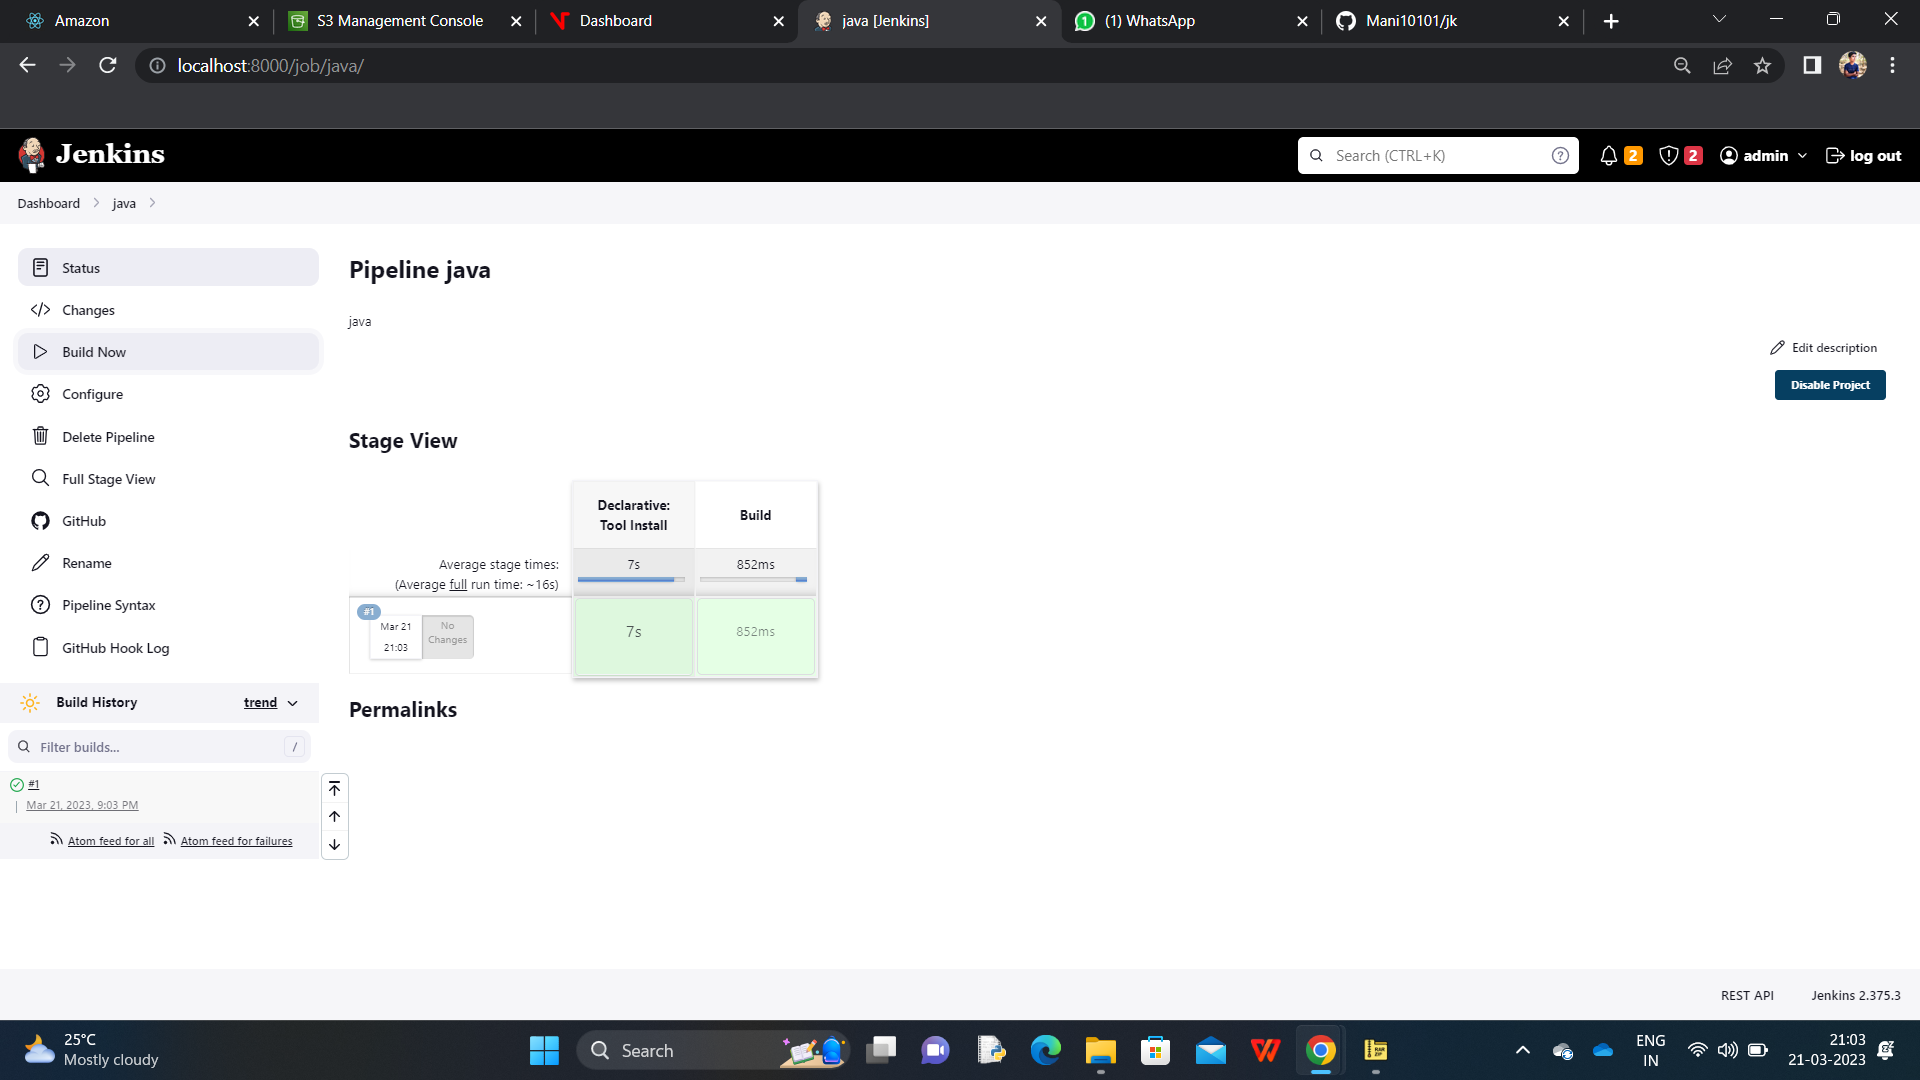 Amazon
S3 Management Console
Dashboard
java [Jenkins]
(1) WhatsApp
Mani10101/jk
localhost:8000/job/java/
Jenkins
Search (CTRL+K)
2
2
admin
log out
Dashboard
java
Status
Changes
Build Now
Configure
Delete Pipeline
Full Stage View
GitHub
Rename
Pipeline Syntax
GitHub Hook Log
Build History
trend
Filter builds...
/
#1
Mar 21, 2023, 9:03 PM
Atom feed for all
Atom feed for failures
Pipeline java
java
Edit description
Disable Project
Stage View
Declarative:
Tool Install
Build
Average stage times:
(Average full run time: ~16s)
7s
852ms
#1
Mar 21
21:03
No
Changes
7s
852ms
Permalinks
REST API
Jenkins 2.375.3
25°C
Mostly cloudy
Search
ENG
IN
21:03
21-03-2023